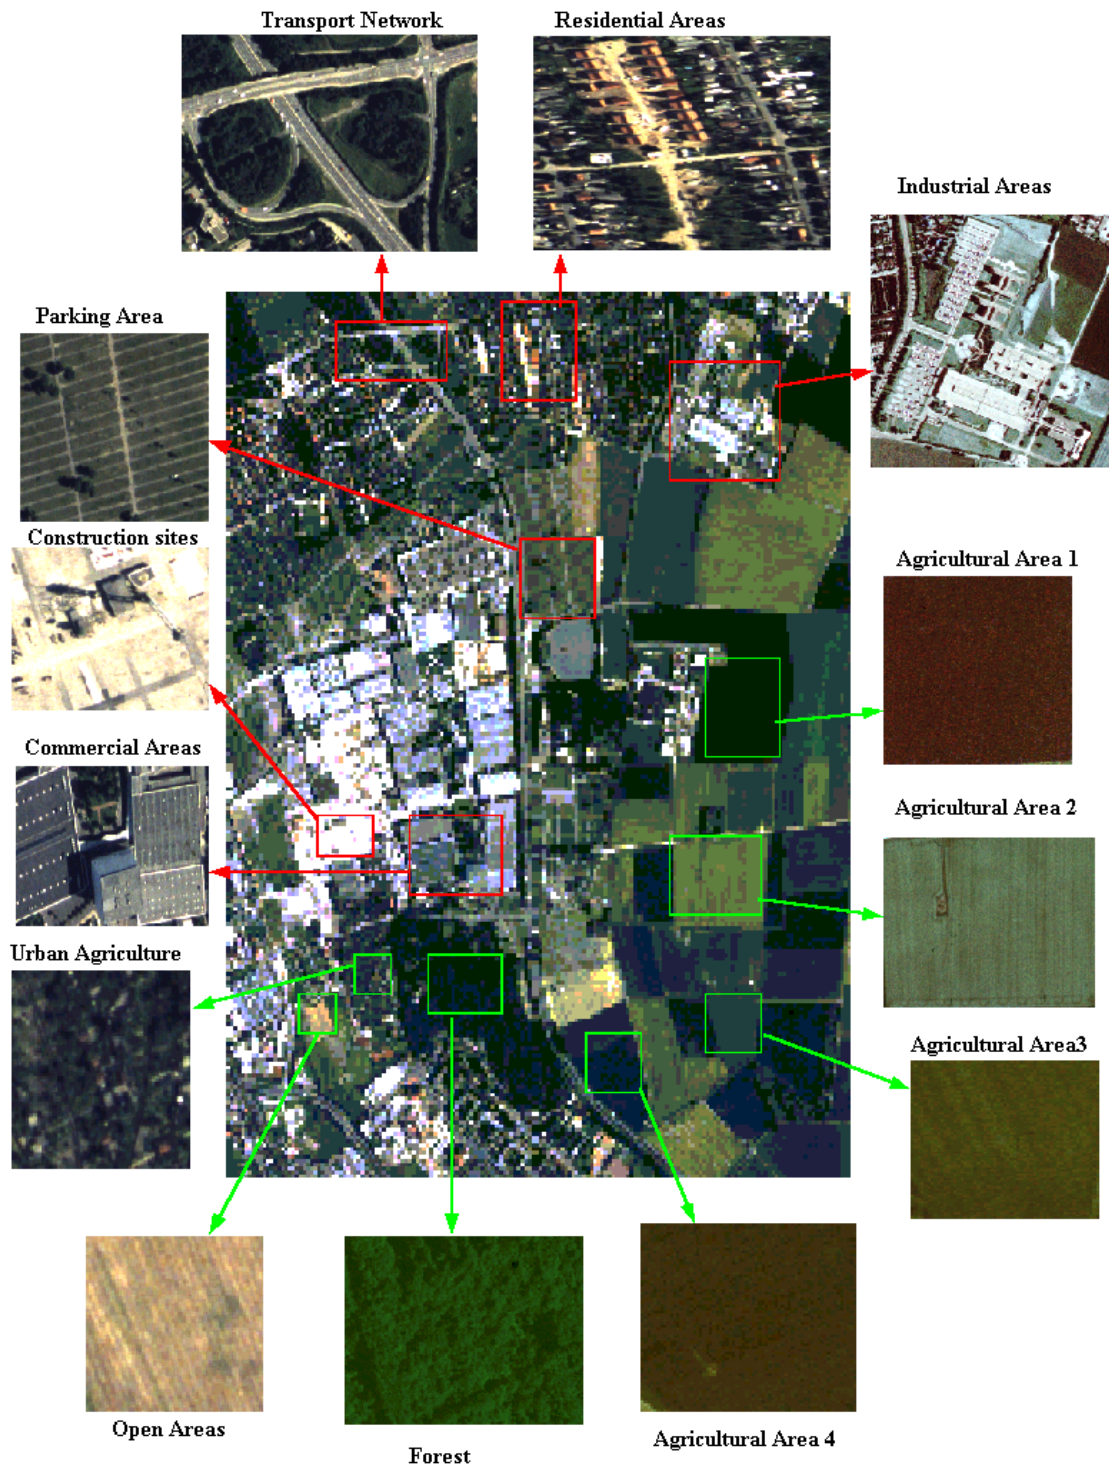 Transport Network
Residential Areas
Industrial Areas
Parking Area
Construction sites
Agricultural Area 1
Commercial Areas
Agricultural Area 2
Urban Agriculture
Agricultural Area3
Open Areas
Forest
Agricultural Area 4